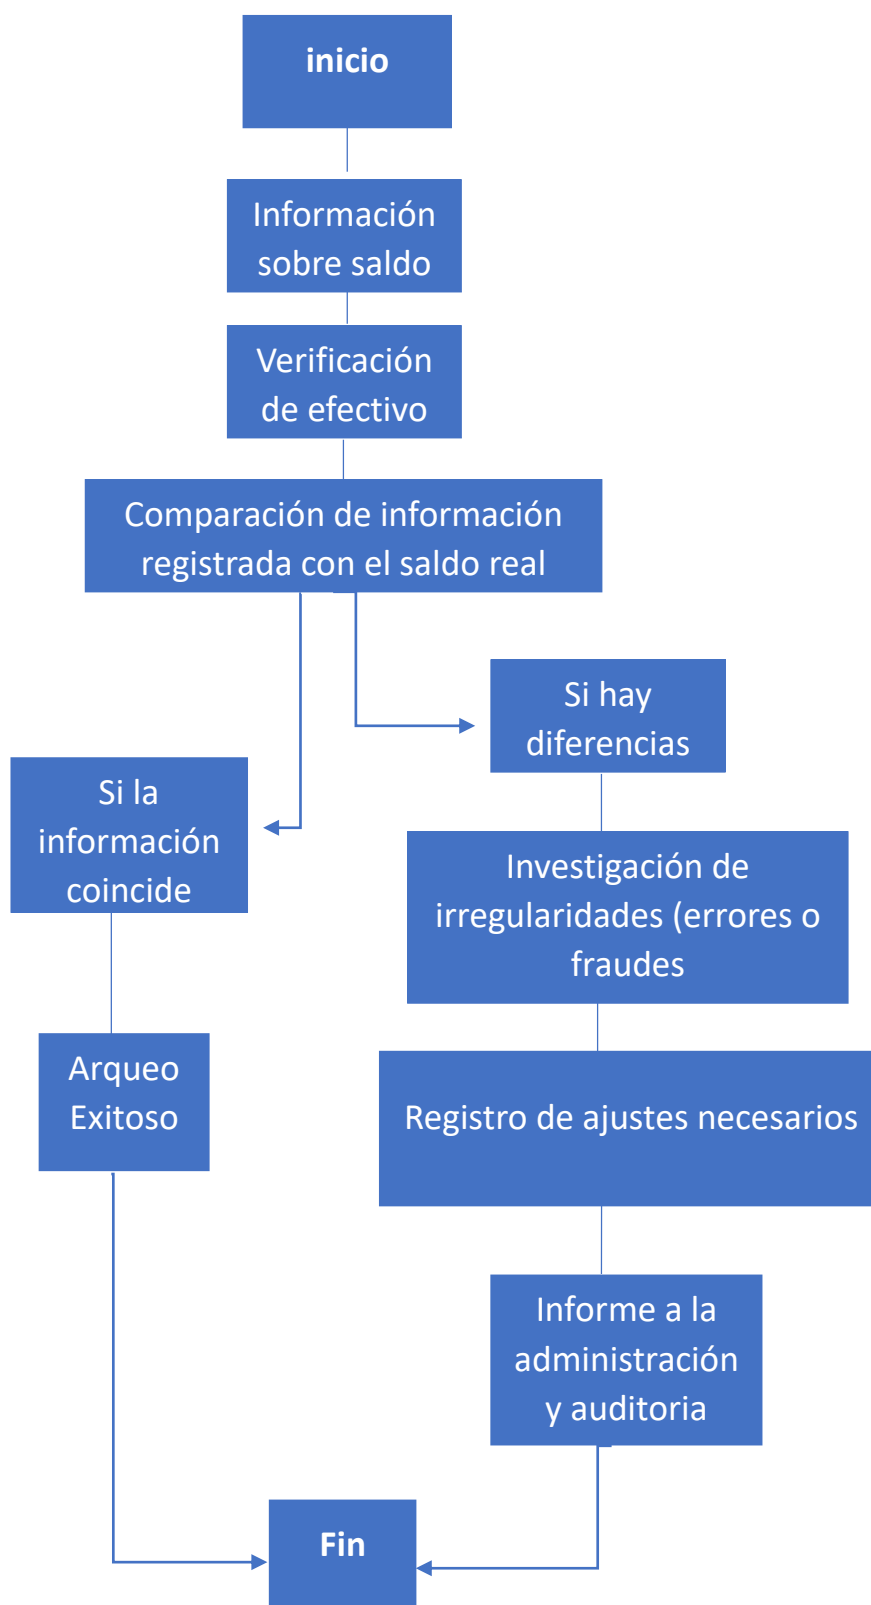 inicio
Información
sobre saldo
Verificación
de efectivo
Comparación de información
registrada con el saldo real
Si hay
diferencias
Si la
información
coincide
Investigación de
irregularidades (errores o
fraudes
Arqueo
Exitoso
Registro de ajustes necesarios
Informe a la
administración
y auditoria
Fin